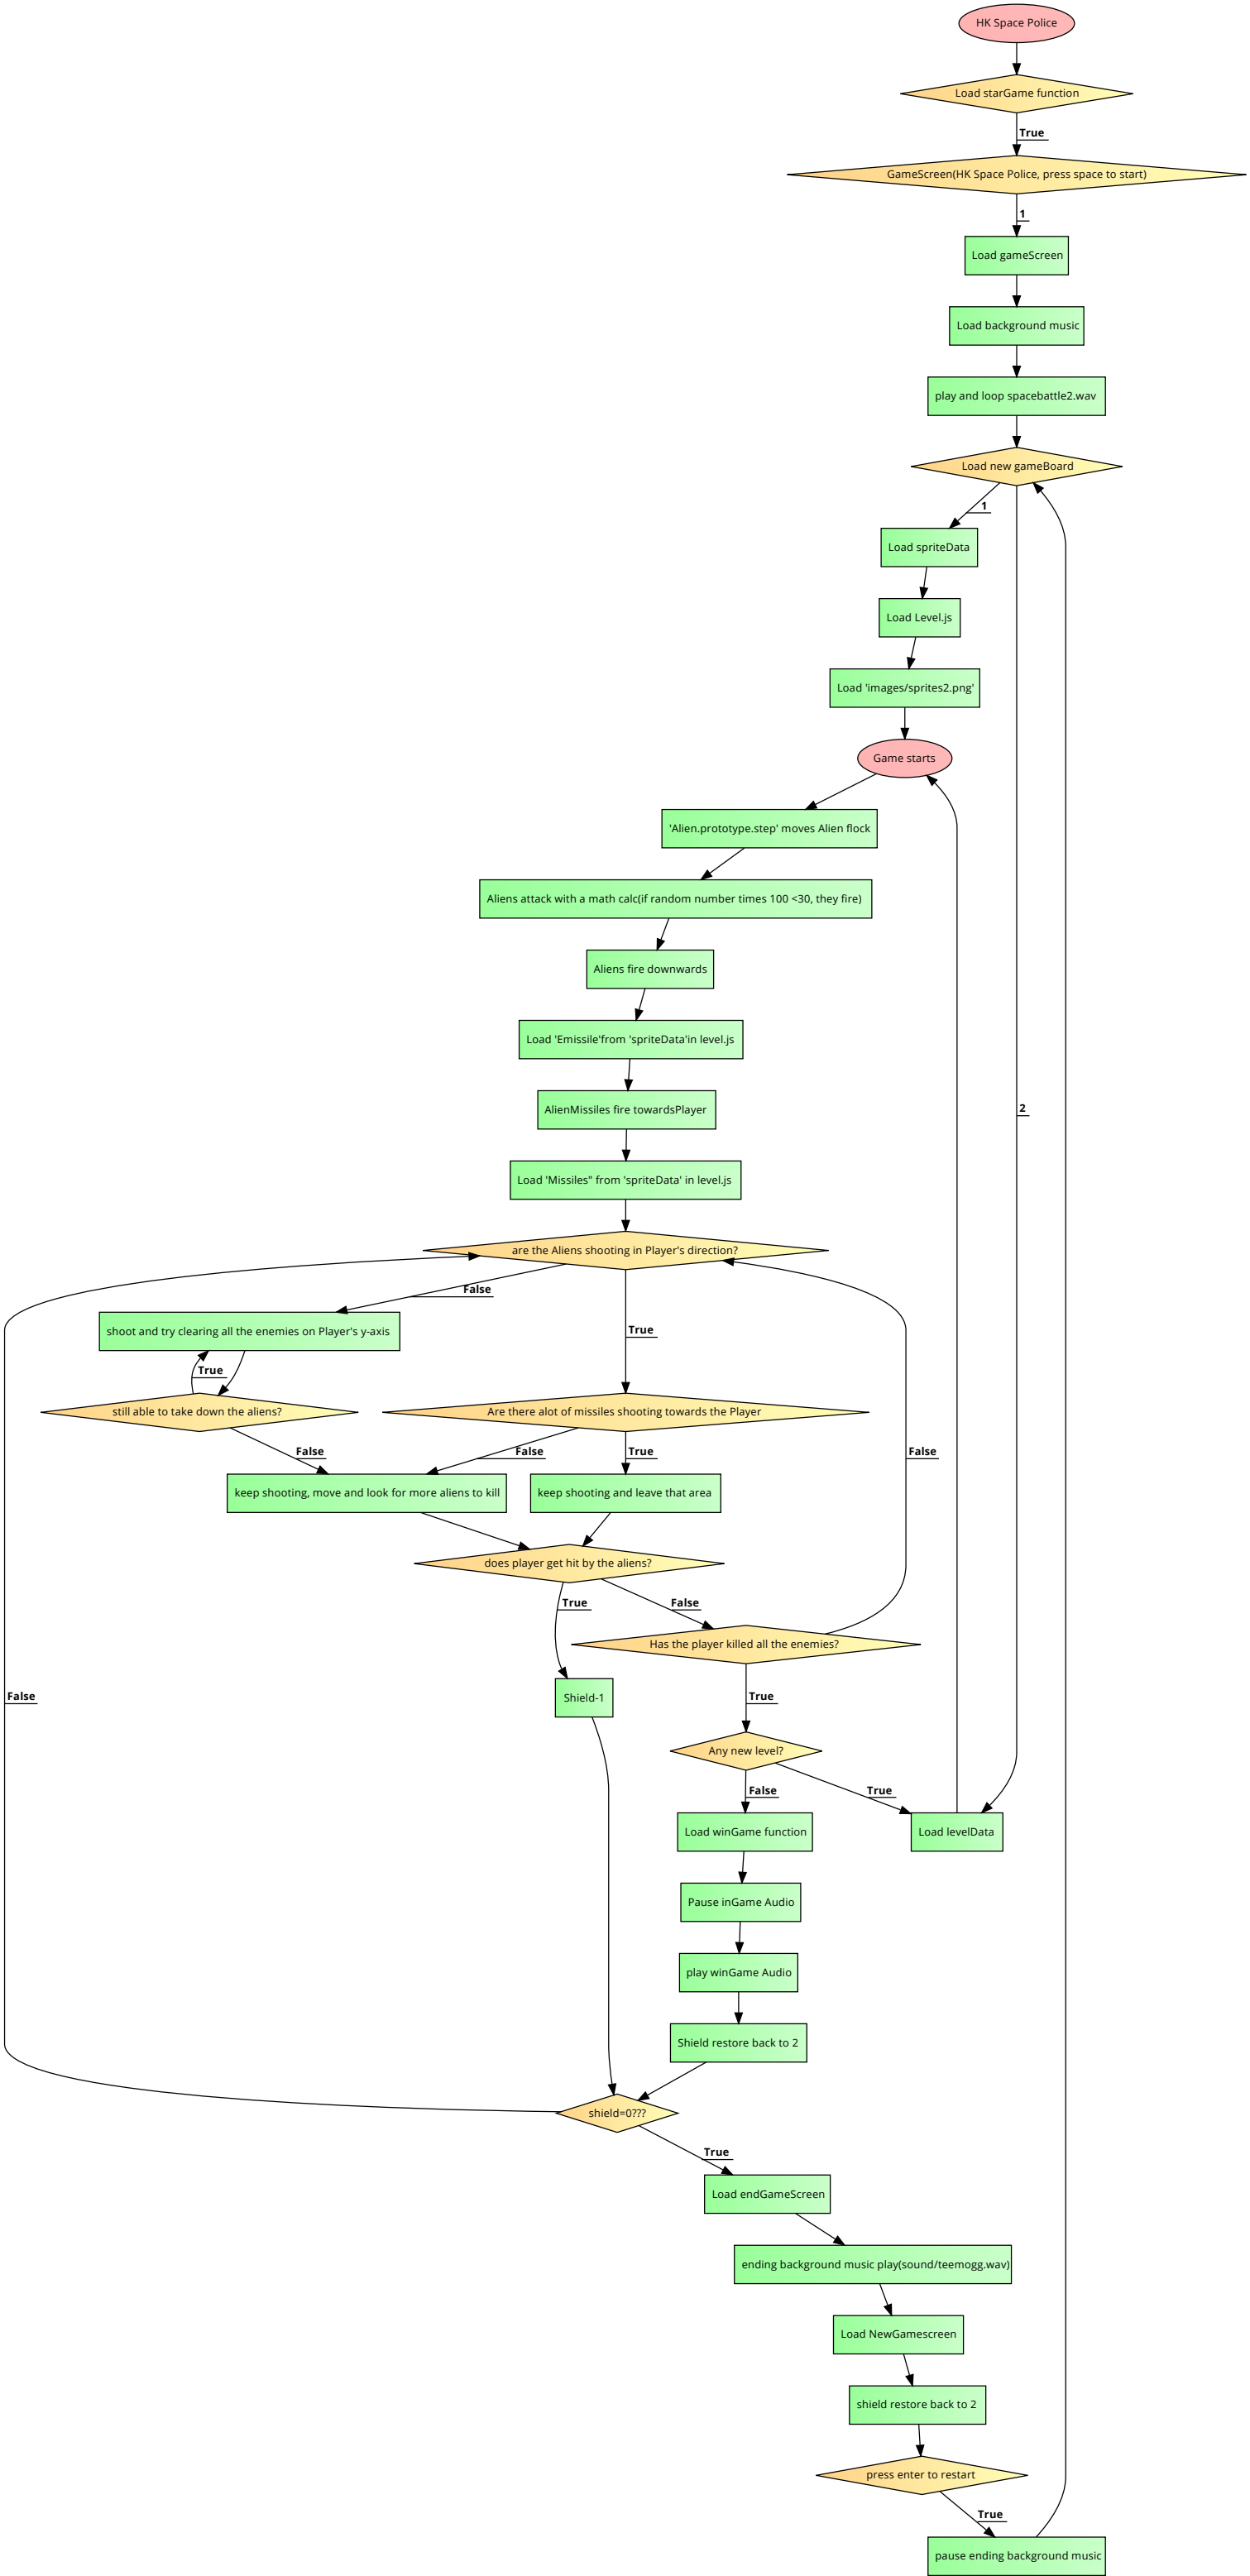 HK Space Police
Load starGame function
True
GameScreen(HK Space Police, press space to start)
1
Load gameScreen
Load background music
play and loop spacebattle2.wav
Load new gameBoard
1
Load spriteData
Load Level.js
Load 'images/sprites2.png'
Game starts
'Alien.prototype.step' moves Alien flock
Aliens attack with a math calc(if random number times 100 <30, they fire)
Aliens fire downwards
Load 'Emissile'from 'spriteData'in level.js
AlienMissiles fire towardsPlayer
2
Load 'Missiles" from 'spriteData' in level.js
are the Aliens shooting in Player's direction?
False
shoot and try clearing all the enemies on Player's y-axis
True
True
still able to take down the aliens?
Are there alot of missiles shooting towards the Player
False
False
True
False
keep shooting, move and look for more aliens to kill
keep shooting and leave that area
does player get hit by the aliens?
True
False
Has the player killed all the enemies?
False
Shield-1
True
Any new level?
False
True
Load winGame function
Load levelData
Pause inGame Audio
play winGame Audio
Shield restore back to 2
shield=0???
True
Load endGameScreen
ending background music play(sound/teemogg.wav)
Load NewGamescreen
shield restore back to 2
press enter to restart
True
pause ending background music